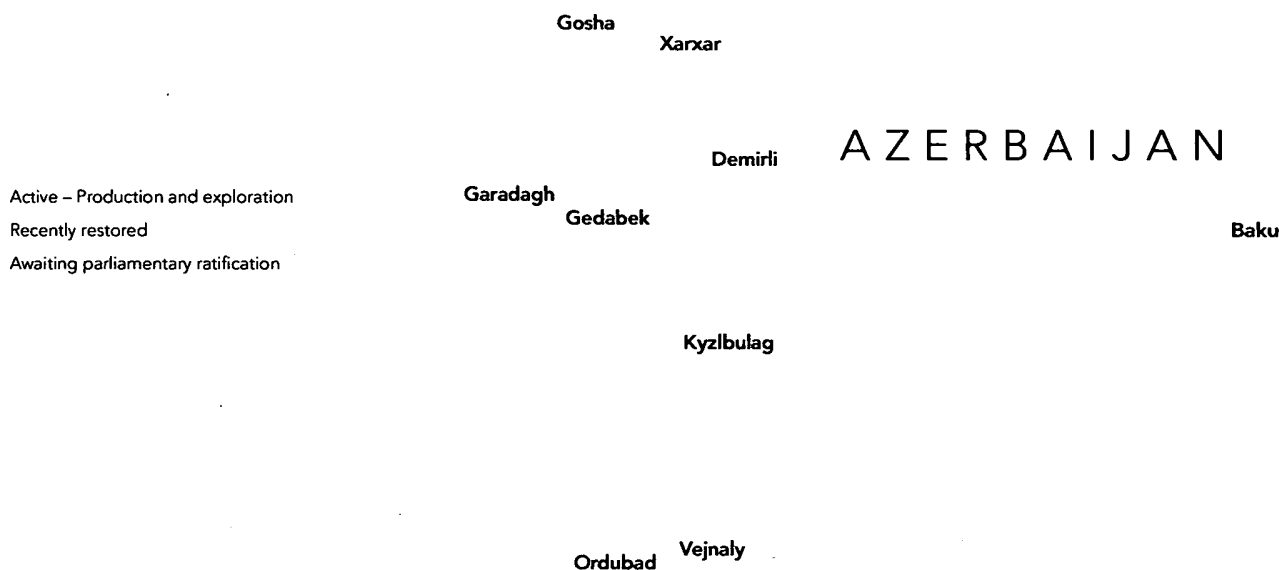 Gosha
Xarxar
AZERBAIJAN
Demirli
Active – Production and exploration
Garadagh
Gedabek
Recently restored
Baku
Awaiting parliamentary ratification
Kyzlbulag
Vejnaly
Ordubad